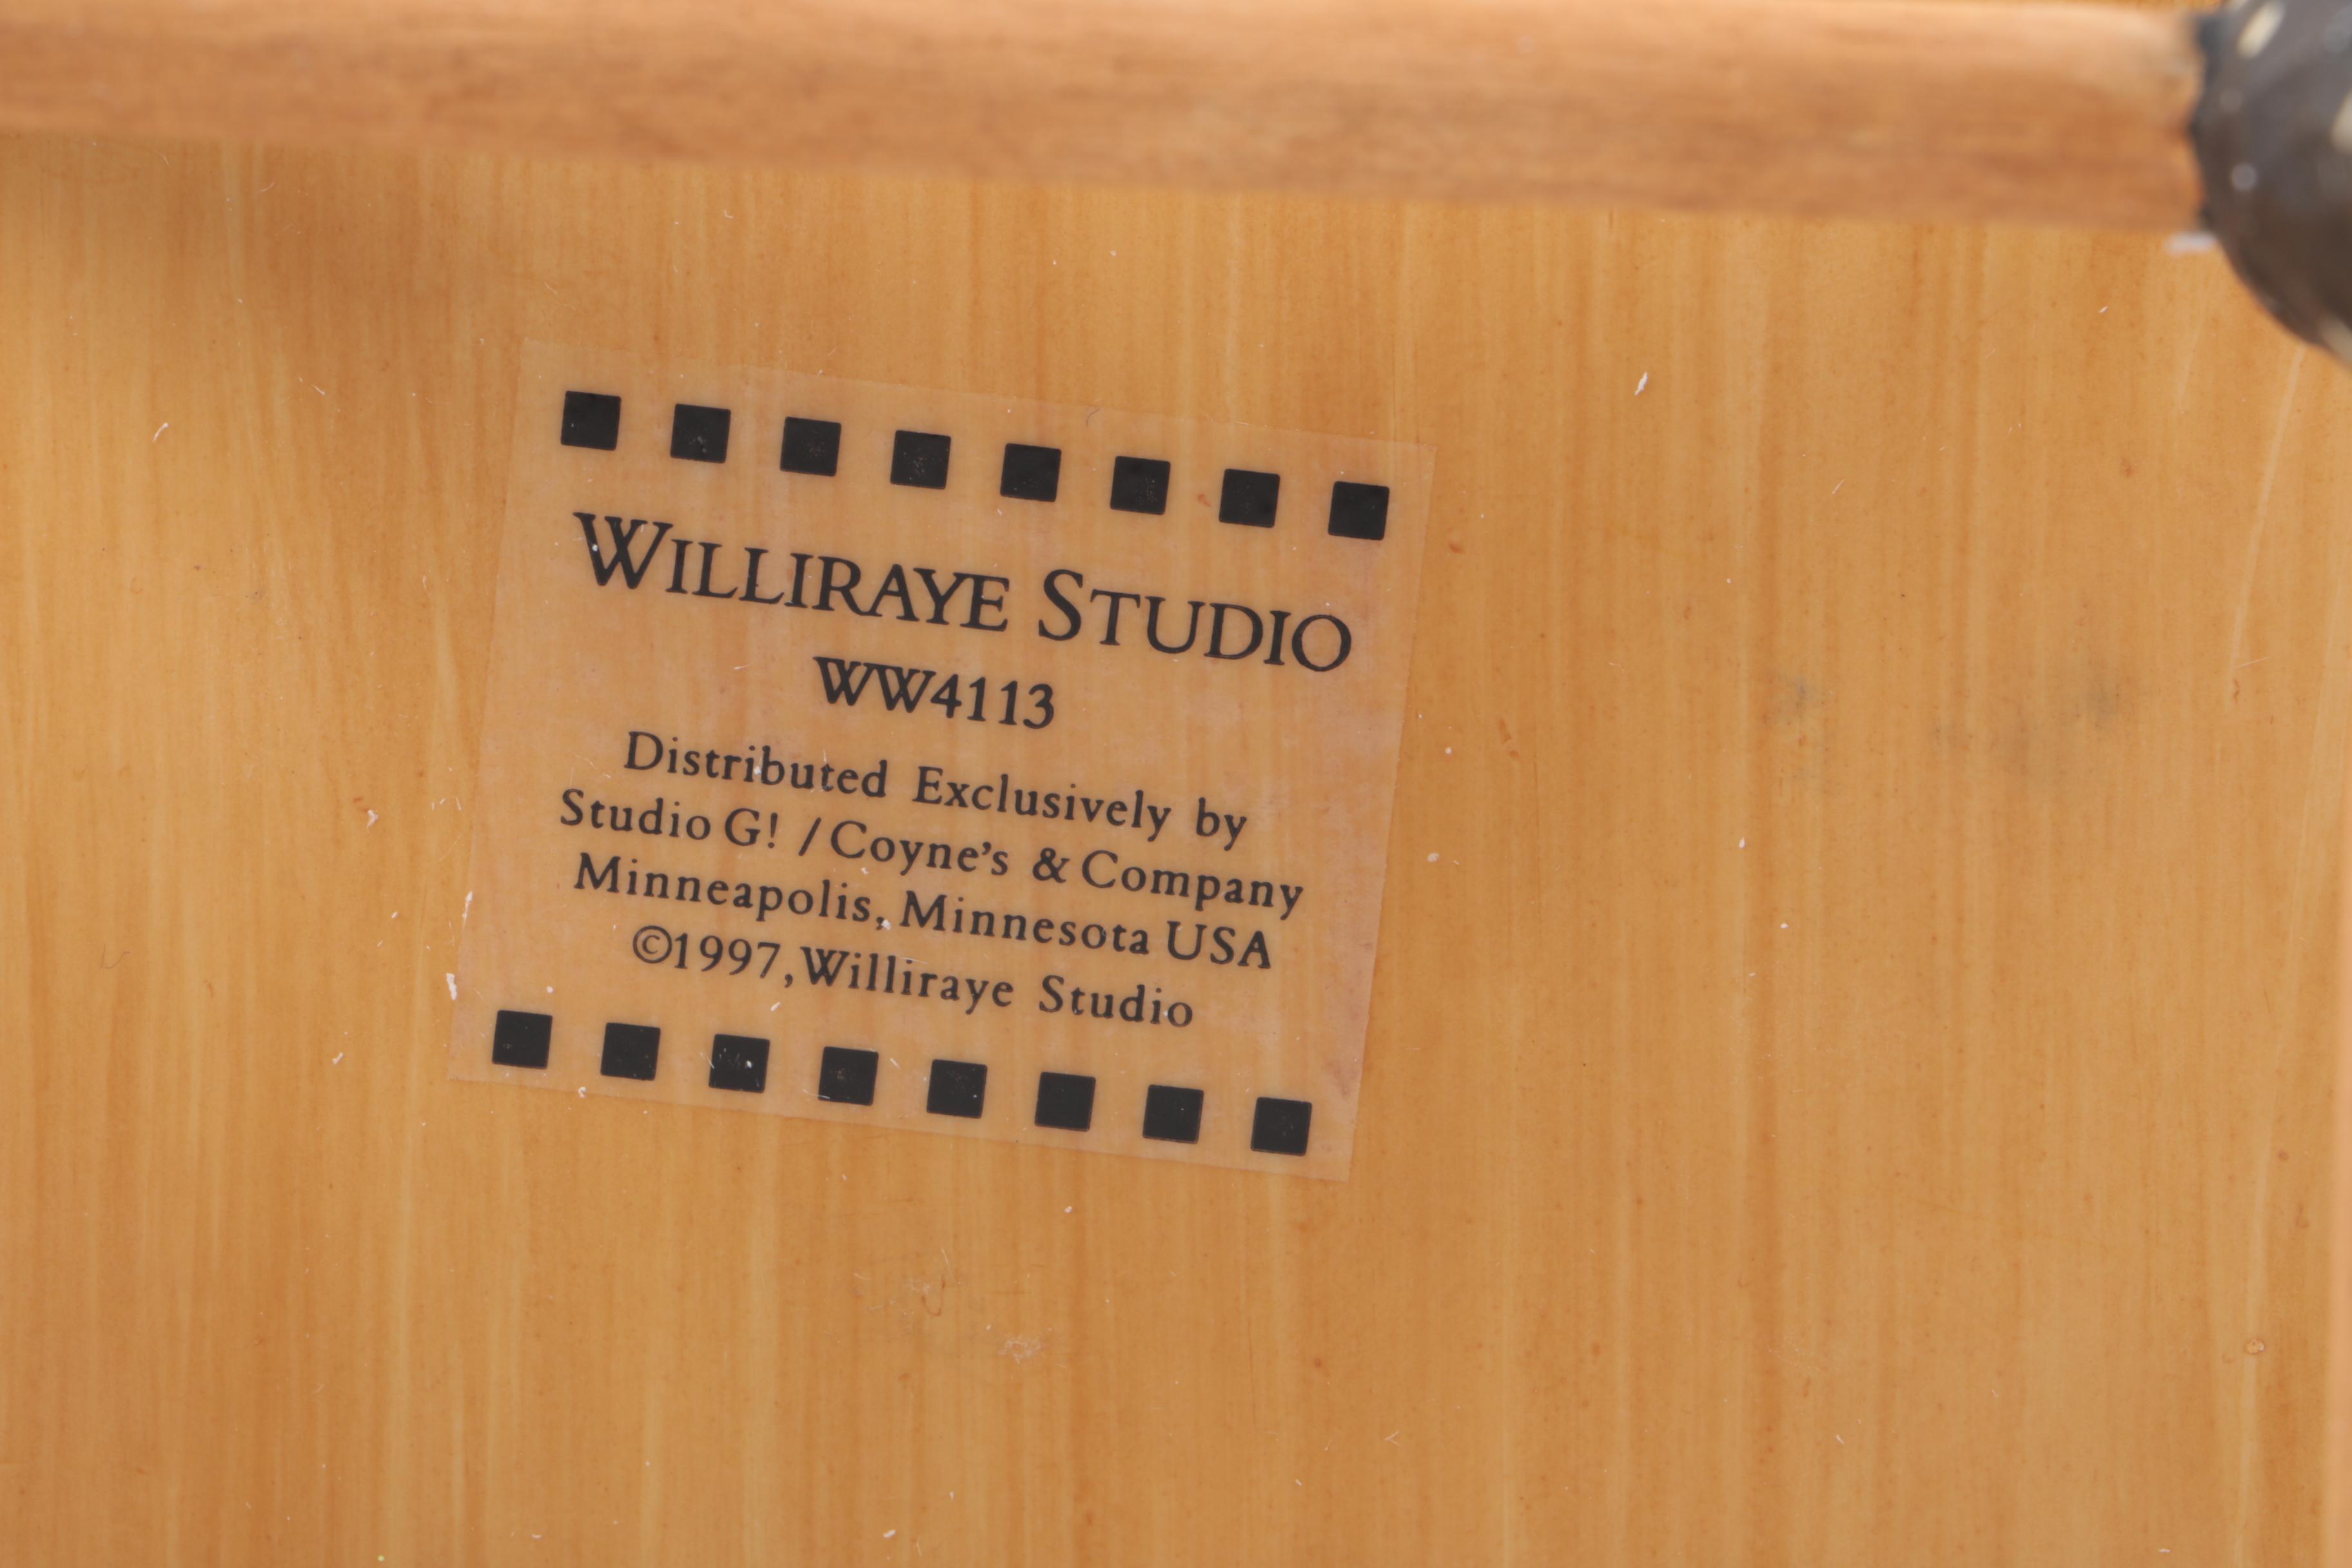 WILLIRAYE STUDIO
WW4113
Distributed Exclusively by
Studio G! / Coyne's & Company
Minneapolis, Minnesota USA
©1997, Williraye Studio